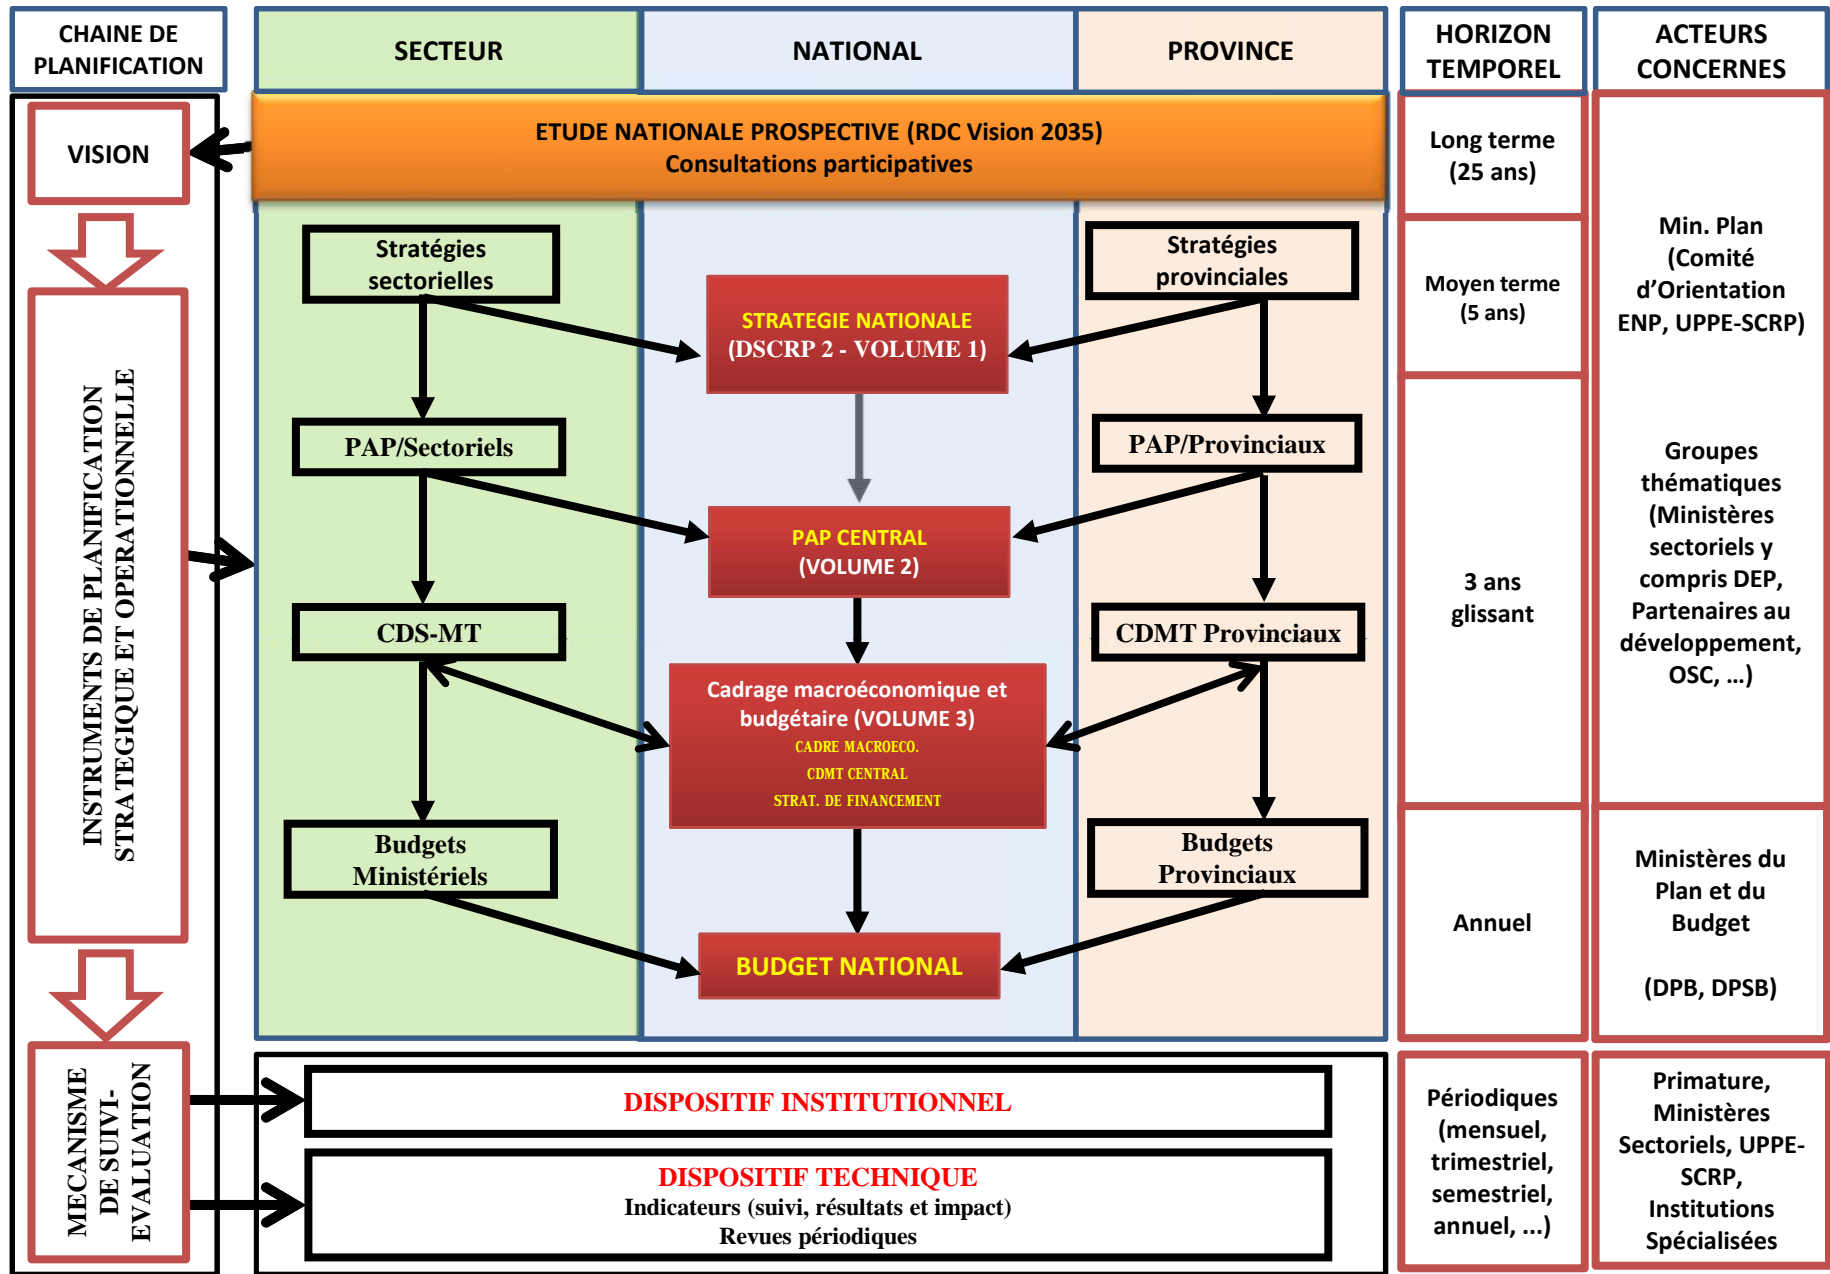 CHAINE DE
PLANIFICATION
SECTEUR
NATIONAL
PROVINCE
HORIZON
TEMPOREL
ACTEURS
CONCERNES
VISION
ETUDE NATIONALE PROSPECTIVE (RDC Vision 2035)
Consultations participatives
Long terme
(25 ans)
Min. Plan
(Comité
d’Orientation
ENP, UPPE-SCRP)
INSTRUMENTS DE PLANIFICATION
STRATEGIQUE ET OPERATIONNELLE
Stratégies
sectorielles
STRATEGIE NATIONALE
(DSCRP 2 - VOLUME 1)
Stratégies
provinciales
Moyen terme
(5 ans)
PAP/Sectoriels
PAP CENTRAL
(VOLUME 2)
PAP/Provinciaux
3 ans
glissant
Groupes
thématiques
(Ministères
sectoriels y
compris DEP,
Partenaires au
développement,
OSC, …)
CDS-MT
Cadrage macroéconomique et
budgétaire (VOLUME 3)
CADRE MACROECO.
CDMT CENTRAL
STRAT. DE FINANCEMENT
CDMT Provinciaux
Budgets
Ministériels
BUDGET NATIONAL
Budgets
Provinciaux
Annuel
Ministères du
Plan et du
Budget
(DPB, DPSB)
MECANISME
DE SUIVI-
EVALUATION
DISPOSITIF INSTITUTIONNEL
DISPOSITIF TECHNIQUE
Indicateurs (suivi, résultats et impact)
Revues périodiques
Périodiques
(mensuel,
trimestriel,
semestriel,
annuel, ...)
Primature,
Ministères
Sectoriels, UPPE-
SCRP,
Institutions
Spécialisées